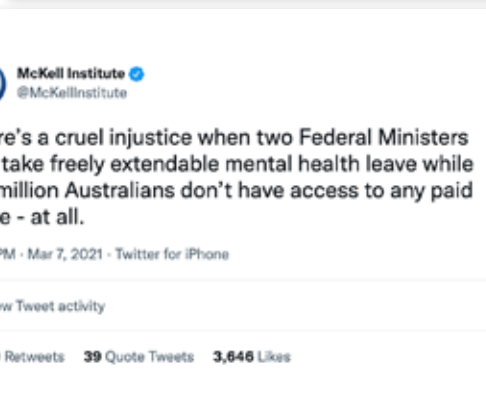 McKell Institute
@McKellInstitute
re's a cruel injustice when two Federal Ministers
take freely extendable mental health leave while
million Australians don't have access to any paid
e - at all.
PM · Mar 7, 2021 · Twitter for iPhone
ew Tweet activity
Retweets 39 Quote Tweets 3,646 Likes